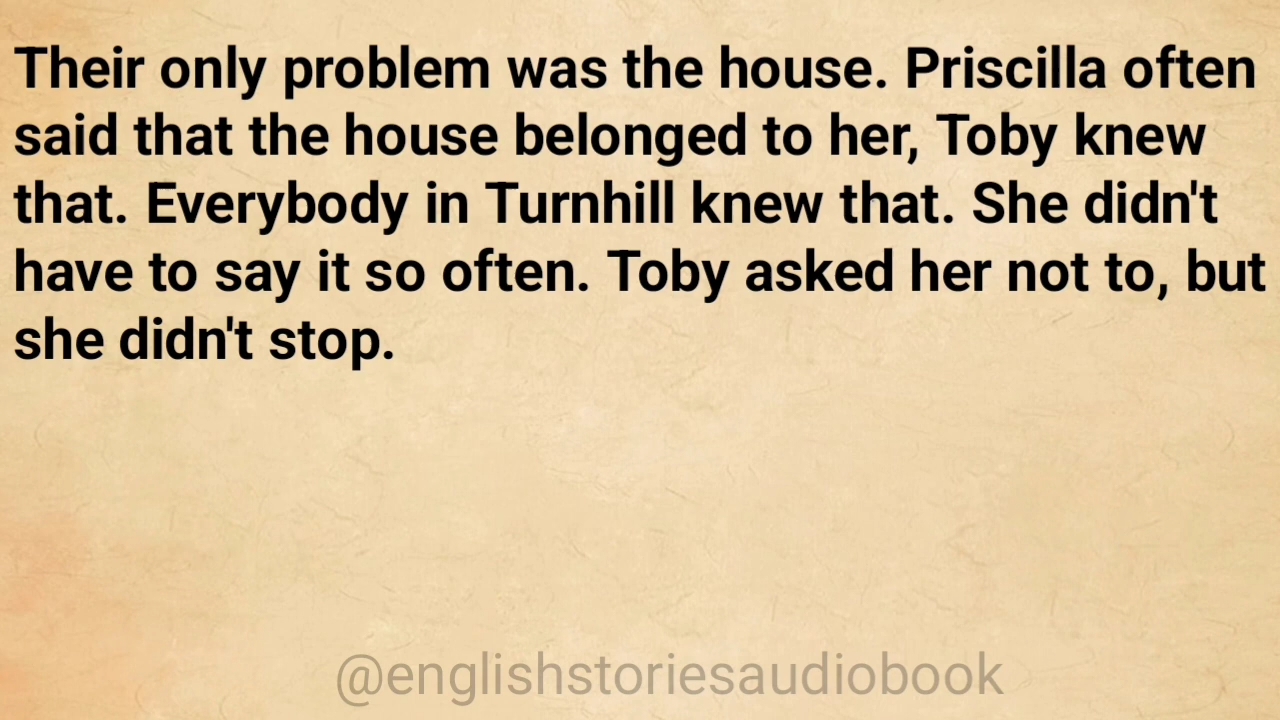 Their only problem was the house. Priscilla often
said that the house belonged to her, Toby knew
that. Everybody in Turnhill knew that. She didn't
have to say it so often. Toby asked her not to, but
she didn't stop.
@englishstoriesaudiobook